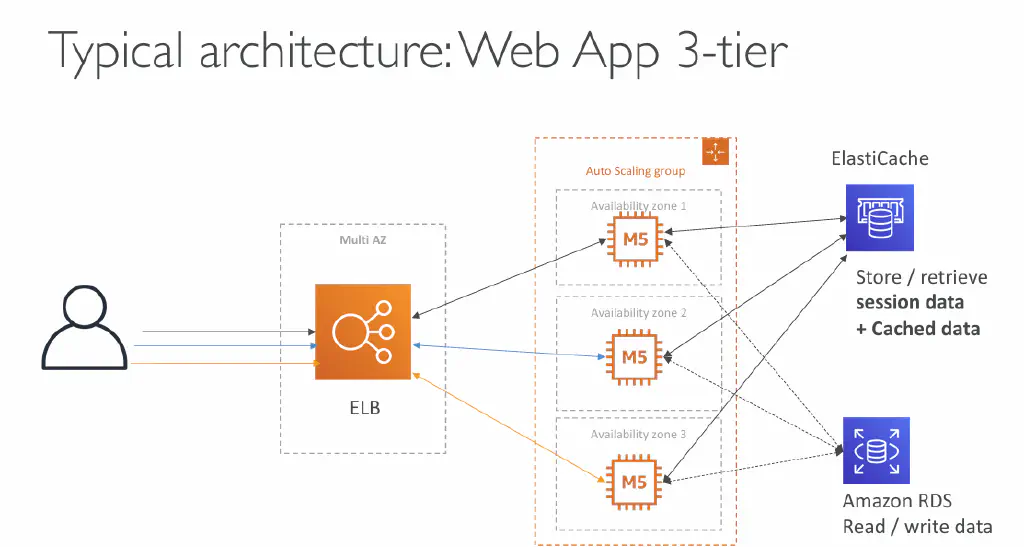 Typical architecture: Web App 3-tier
ElastiCache
Auto Scaling group
Availability zone 1
M5
Multi AZ
Store / retrieve
session data
+ Cached data
Availability zone 2
M5
ELB
Availability zone 3
M5
Amazon RDS
Read / write data